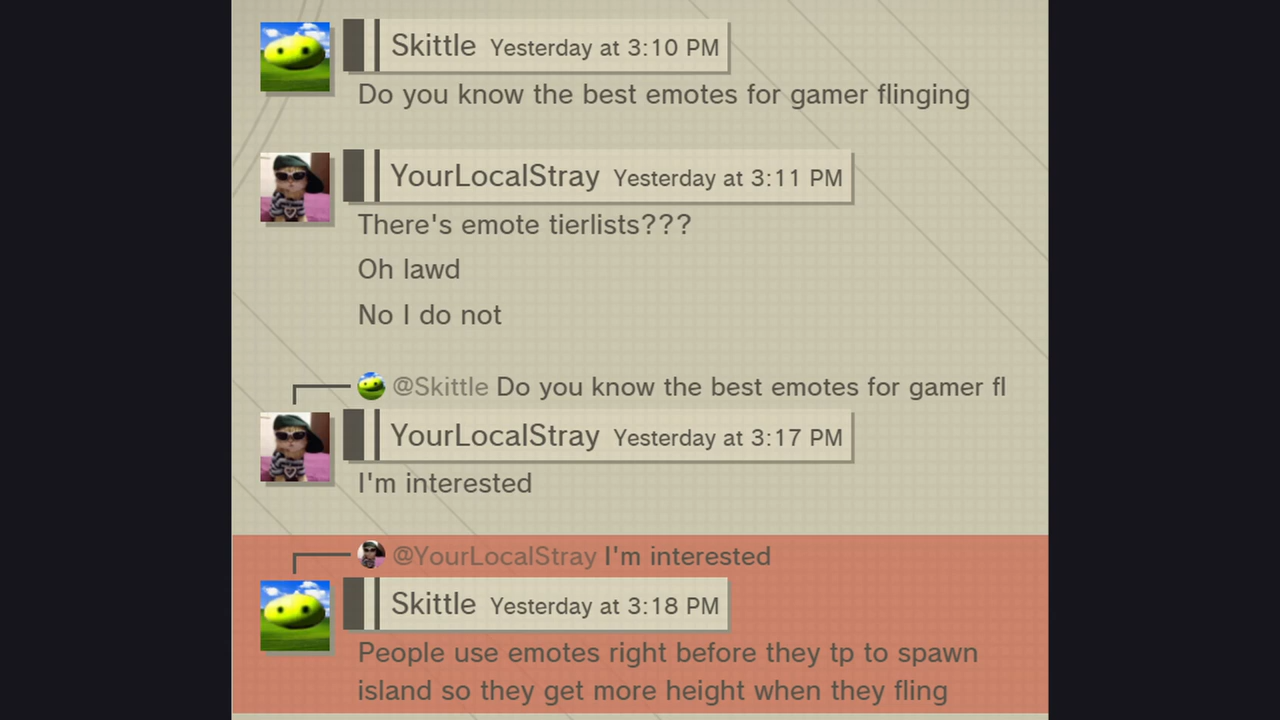 Skittle Yesterday at 3:10 PM
Do you know the best emotes for gamer flinging
YourLocalStray Yesterday at 3:11 PM
There's emote tierlists???
Oh lawd
No I do not
@Skittle Do you know the best emotes for gamer fl
YourLocalStray Yesterday at 3:17 PM
I'm interested
@YourLocalStray I'm interested
Skittle Yesterday at 3:18 PM
People use emotes right before they tp to spawn
island so they get more height when they fling